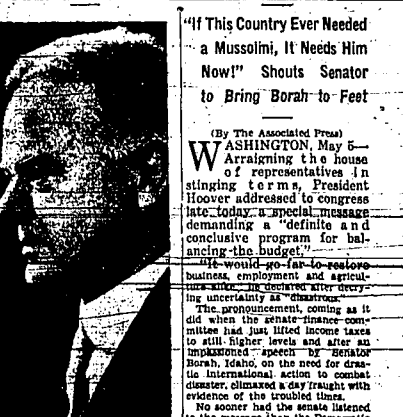 "If This Country Ever Needed
a Mussolini, It Needs Him
Now!" Shouts Senator
to Bring Borah to Feet
(By The Associated Press)
WASHINGTON, May 5—
Arraigning the house
of representatives in
stinging terms, President
Hoover addressed to congress
late today a special message
demanding a "definite and
conclusive program for bal-
ancing the budget."
"It would go far to restore
business, employment and agricul-
ture alike," he declared after decry-
ing uncertainty as "disastrous."
The pronouncement, coming as it
did when the senate finance com-
mittee had just lifted income taxes
to still higher levels and after an
impassioned speech by Senator
Borah, Idaho, on the need for dras-
tic international action to combat
disaster, climaxed a day fraught with
evidence of the troubled times.
No sooner had the senate listened
to the message than the Democratic